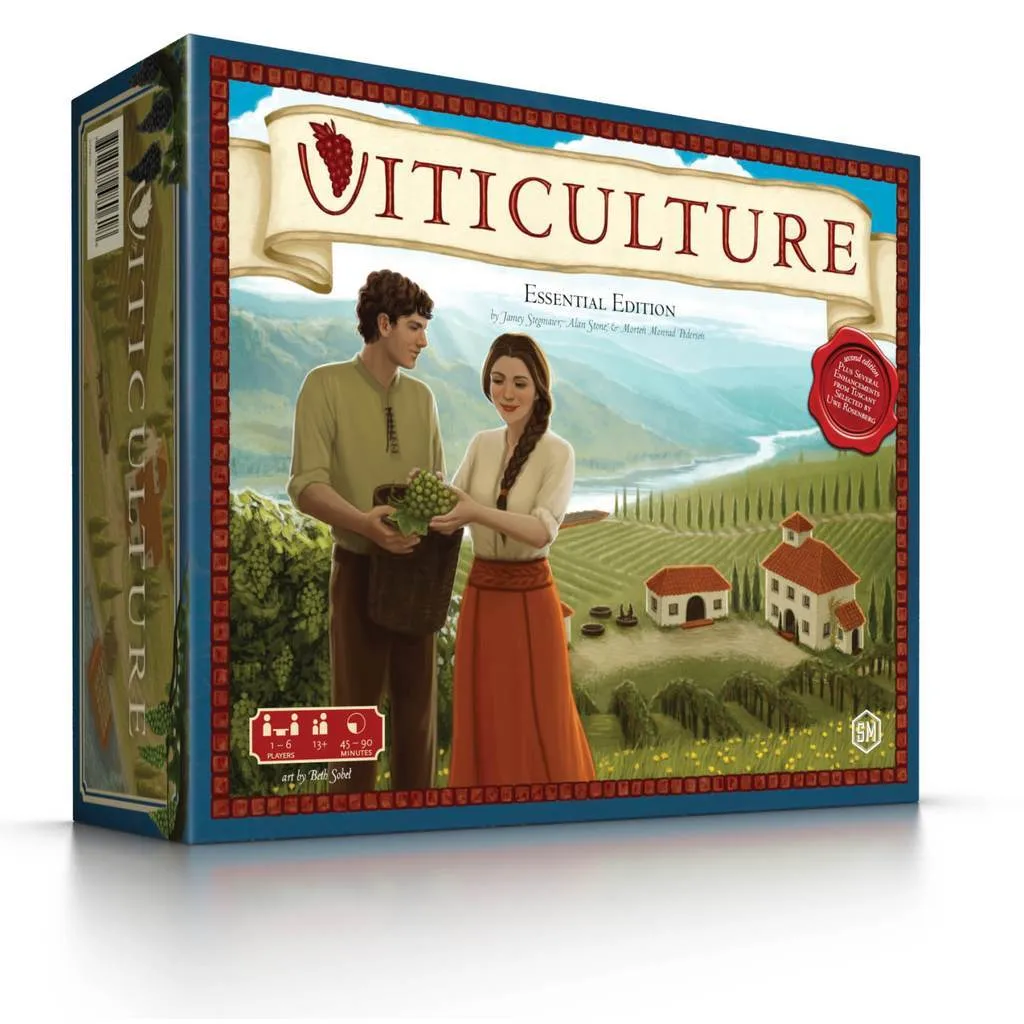 VITICULTURE
ESSENTIAL EDITION
by Jamey Stegmaier, Alan Stone, & Morten Monrad Pedersen
second edition
PLUS SEVERAL
ENHANCEMENTS
FROM TUSCANY
SELECTED BY
UWE ROSENBERG
VITICULTURE
1 – 6
PLAYERS
13+
45 – 90
MINUTES
art by Beth Sobel
SM